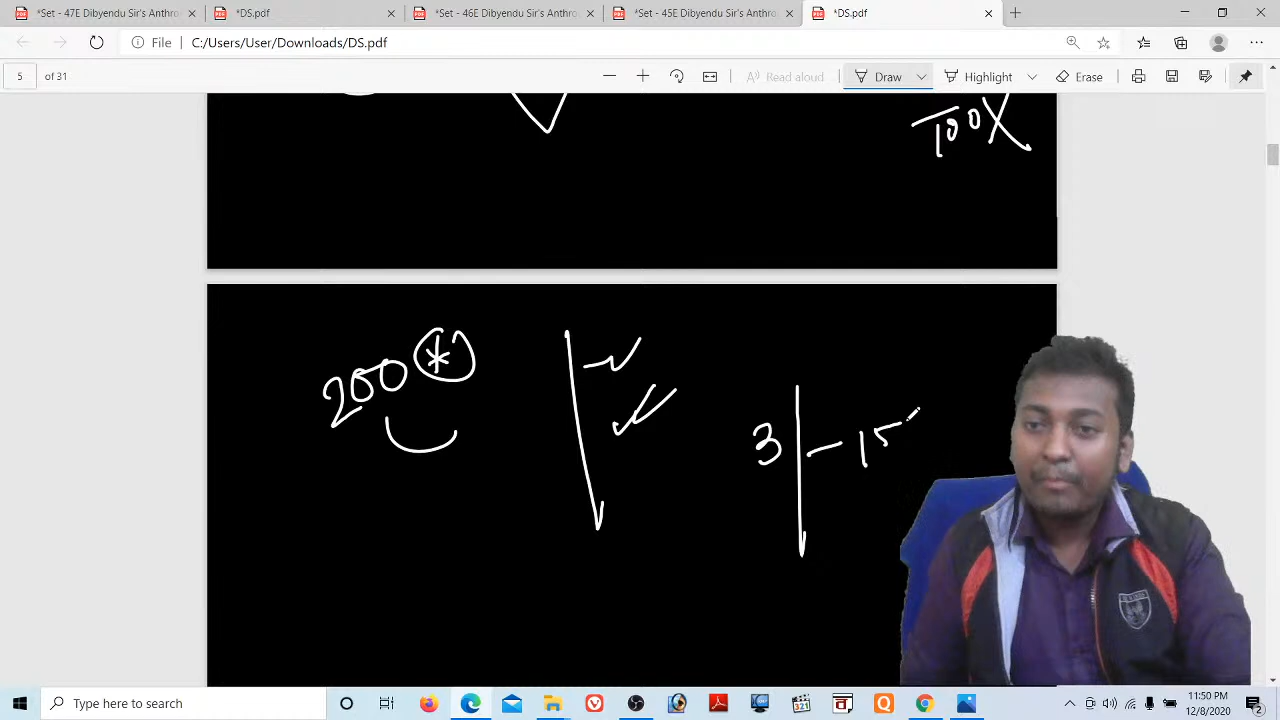 *Set - 47E Dibyendu Sir's Anthro
*DS.pdf
*Set - 46E Dibyendu Sir's Anthro
*Set - 45E Dibyendu Sir's Anthro
*DS.pdf
File C:/Users/User/Downloads/DS.pdf
5 of 31
Read aloud
Draw
Highlight
Erase
100X
200 *
3
15
Type here to search
11:50 PM
12/8/2020